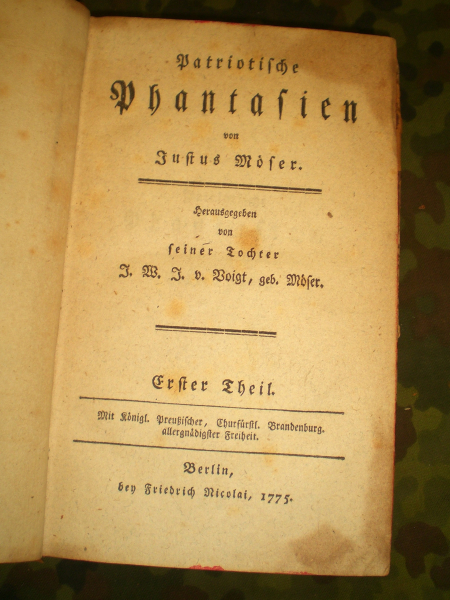 Patriotiſche
Phantaſien
von
Juſtus Möſer.
Herausgegeben
von
ſeiner Tochter
J. W. J. v. Voigt, geb. Möſer.
Erſter Theil.
Mit Königl. Preußiſcher, Churfürſtl. Brandenburg.
allergnädigſter Freiheit.
Berlin,
bey Friedrich Nicolai, 1775.